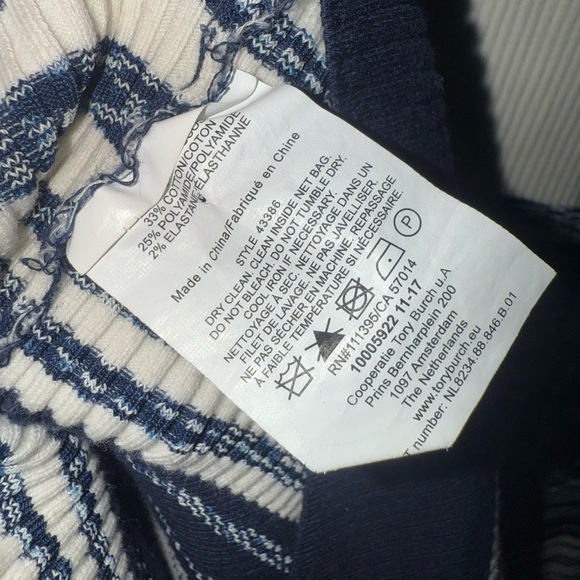 33% COTTON/COTON
25% POLYAMIDE/POLYAMIDE
2% ELASTANE/ELASTHANNE
Made in China/Fabriqué en Chine
STYLE 45386
DRY CLEAN. CLEAN INSIDE NET BAG.
DO NOT BLEACH. DO NOT TUMBLE DRY.
COOL IRON IF NECESSARY.
NETTOYAGE À SEC. NETTOYAGE DANS UN
FILET DE LAVAGE. NE PAS JAVELLISER.
NE PAS SÉCHER EN MACHINE. REPASSAGE
À FAIBLE TEMPÉRATURE SI NÉCESSAIRE.
P
RN#111395/CA 57014
10005922 11-17
Cooperatie Tory Burch u.A
Prins Bernhardplein 200
1097 Amsterdam
The Netherlands
www.toryburch.eu
T number: NL8234.88.846.B.01